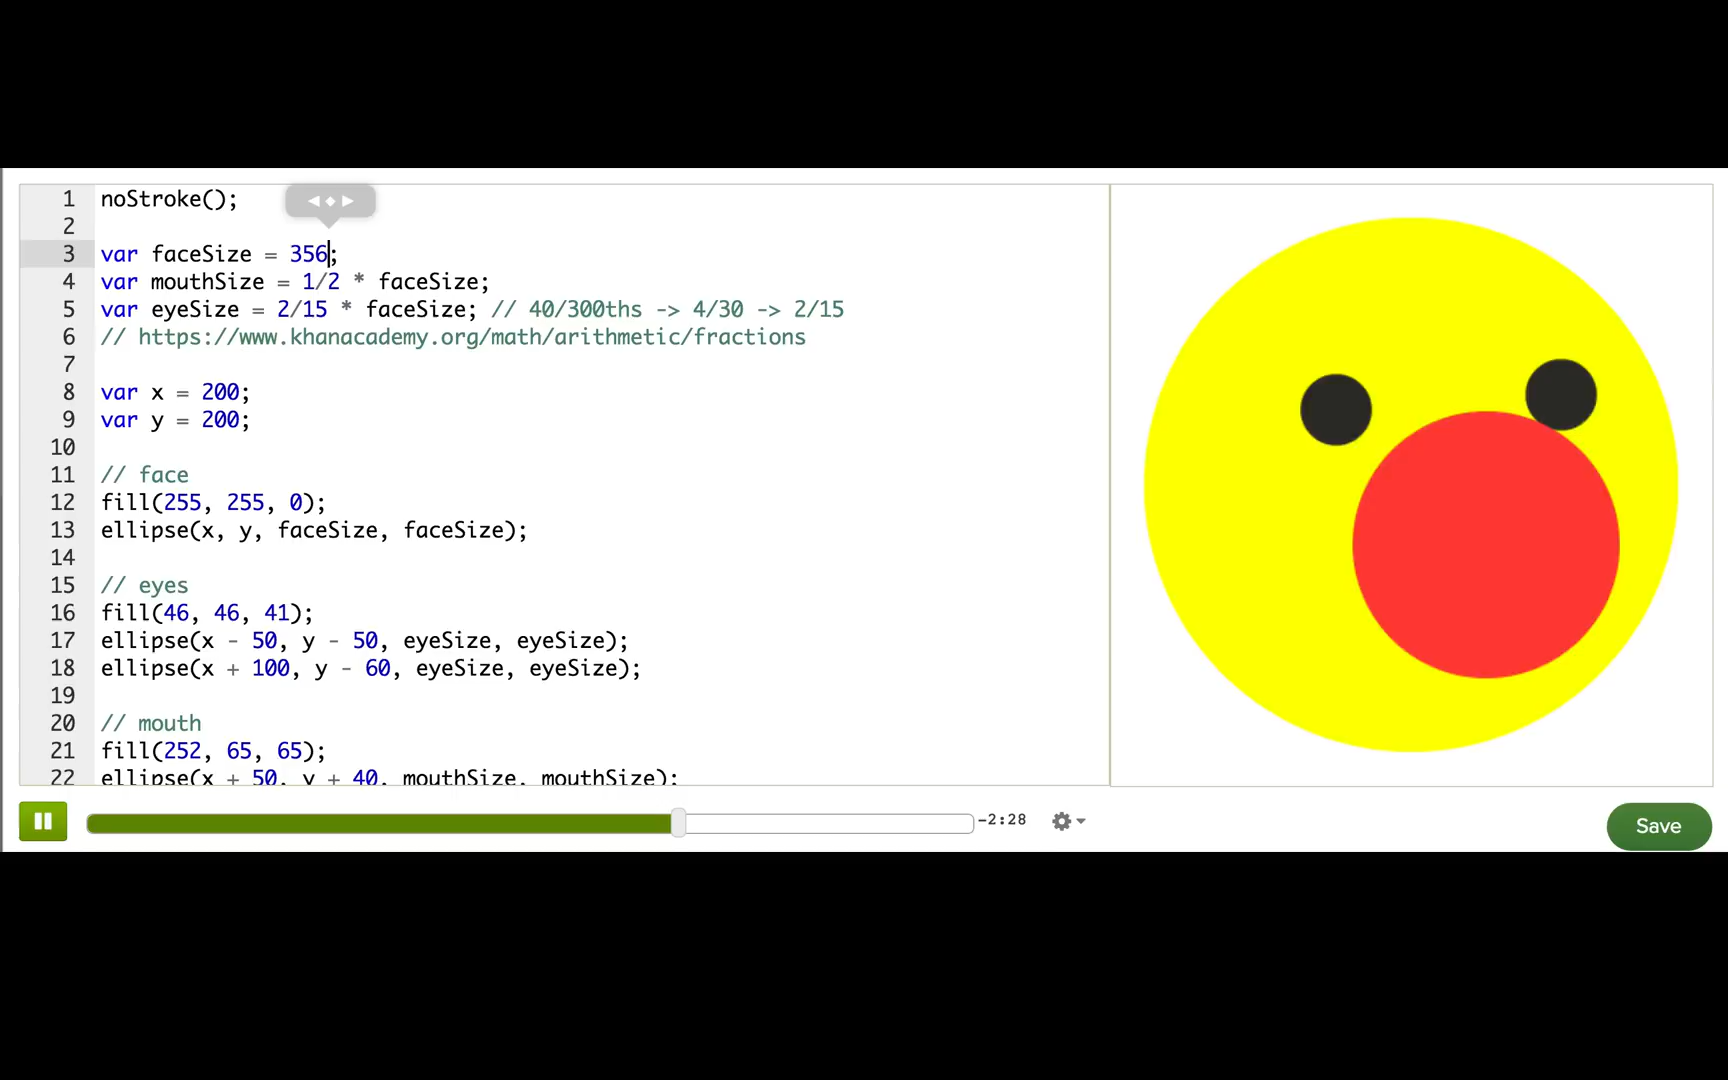 1 noStroke();
2
3 var faceSize = 356;
4 var mouthSize = 1/2 * faceSize;
5 var eyeSize = 2/15 * faceSize; // 40/300ths -> 4/30 -> 2/15
6 // https://www.khanacademy.org/math/arithmetic/fractions
7
8 var x = 200;
9 var y = 200;
10
11 // face
12 fill(255, 255, 0);
13 ellipse(x, y, faceSize, faceSize);
14
15 // eyes
16 fill(46, 46, 41);
17 ellipse(x - 50, y - 50, eyeSize, eyeSize);
18 ellipse(x + 100, y - 60, eyeSize, eyeSize);
19
20 // mouth
21 fill(252, 65, 65);
22 ellipse(x + 50, y + 40, mouthSize, mouthSize);
-2:28
Save